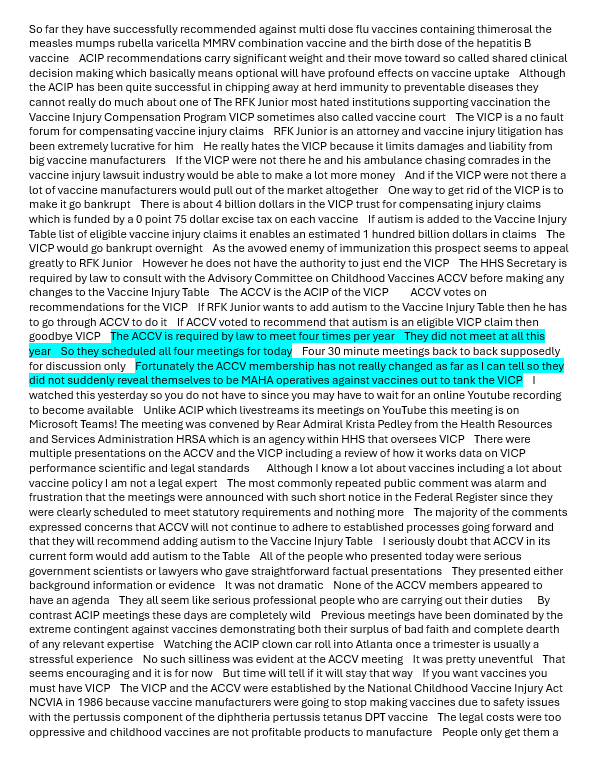 So far they have successfully recommended against multi dose flu vaccines containing thimerosal the
measles mumps rubella varicella MMRV combination vaccine and the birth dose of the hepatitis B
vaccine   ACIP recommendations carry significant weight and their move toward so called shared clinical
decision making which basically means optional will have profound effects on vaccine uptake   Although
the ACIP has been quite successful in chipping away at herd immunity to preventable diseases they
cannot really do much about one of The RFK Junior most hated institutions supporting vaccination the
Vaccine Injury Compensation Program VICP sometimes also called vaccine court   The VICP is a no fault
forum for compensating vaccine injury claims   RFK Junior is an attorney and vaccine injury litigation has
been extremely lucrative for him   He really hates the VICP because it limits damages and liability from
big vaccine manufacturers   If the VICP were not there he and his ambulance chasing comrades in the
vaccine injury lawsuit industry would be able to make a lot more money   And if the VICP were not there a
lot of vaccine manufacturers would pull out of the market altogether   One way to get rid of the VICP is to
make it go bankrupt   There is about 4 billion dollars in the VICP trust for compensating injury claims
which is funded by a 0 point 75 dollar excise tax on each vaccine   If autism is added to the Vaccine Injury
Table list of eligible vaccine injury claims it enables an estimated 1 hundred billion dollars in claims   The
VICP would go bankrupt overnight   As the avowed enemy of immunization this prospect seems to appeal
greatly to RFK Junior   However he does not have the authority to just end the VICP   The HHS Secretary is
required by law to consult with the Advisory Committee on Childhood Vaccines ACCV before making any
changes to the Vaccine Injury Table   The ACCV is the ACIP of the VICP      ACCV votes on
recommendations for the VICP   If RFK Junior wants to add autism to the Vaccine Injury Table then he has
to go through ACCV to do it   If ACCV voted to recommend that autism is an eligible VICP claim then
goodbye VICP   The ACCV is required by law to meet four times per year   They did not meet at all this
year   So they scheduled all four meetings for today   Four 30 minute meetings back to back supposedly
for discussion only   Fortunately the ACCV membership has not really changed as far as I can tell so they
did not suddenly reveal themselves to be MAHA operatives against vaccines out to tank the VICP   I
watched this yesterday so you do not have to since you may have to wait for an online Youtube recording
to become available   Unlike ACIP which livestreams its meetings on YouTube this meeting is on
Microsoft Teams! The meeting was convened by Rear Admiral Krista Pedley from the Health Resources
and Services Administration HRSA which is an agency within HHS that oversees VICP   There were
multiple presentations on the ACCV and the VICP including a review of how it works data on VICP
performance scientific and legal standards     Although I know a lot about vaccines including a lot about
vaccine policy I am not a legal expert   The most commonly repeated public comment was alarm and
frustration that the meetings were announced with such short notice in the Federal Register since they
were clearly scheduled to meet statutory requirements and nothing more   The majority of the comments
expressed concerns that ACCV will not continue to adhere to established processes going forward and
that they will recommend adding autism to the Vaccine Injury Table   I seriously doubt that ACCV in its
current form would add autism to the Table   All of the people who presented today were serious
government scientists or lawyers who gave straightforward factual presentations   They presented either
background information or evidence   It was not dramatic   None of the ACCV members appeared to
have an agenda   They all seem like serious professional people who are carrying out their duties     By
contrast ACIP meetings these days are completely wild   Previous meetings have been dominated by the
extreme contingent against vaccines demonstrating both their surplus of bad faith and complete dearth
of any relevant expertise   Watching the ACIP clown car roll into Atlanta once a trimester is usually a
stressful experience   No such silliness was evident at the ACCV meeting   It was pretty uneventful   That
seems encouraging and it is for now   But time will tell if it will stay that way   If you want vaccines you
must have VICP   The VICP and the ACCV were established by the National Childhood Vaccine Injury Act
NCVIA in 1986 because vaccine manufacturers were going to stop making vaccines due to safety issues
with the pertussis component of the diphtheria pertussis tetanus DPT vaccine   The legal costs were too
oppressive and childhood vaccines are not profitable products to manufacture   People only get them a